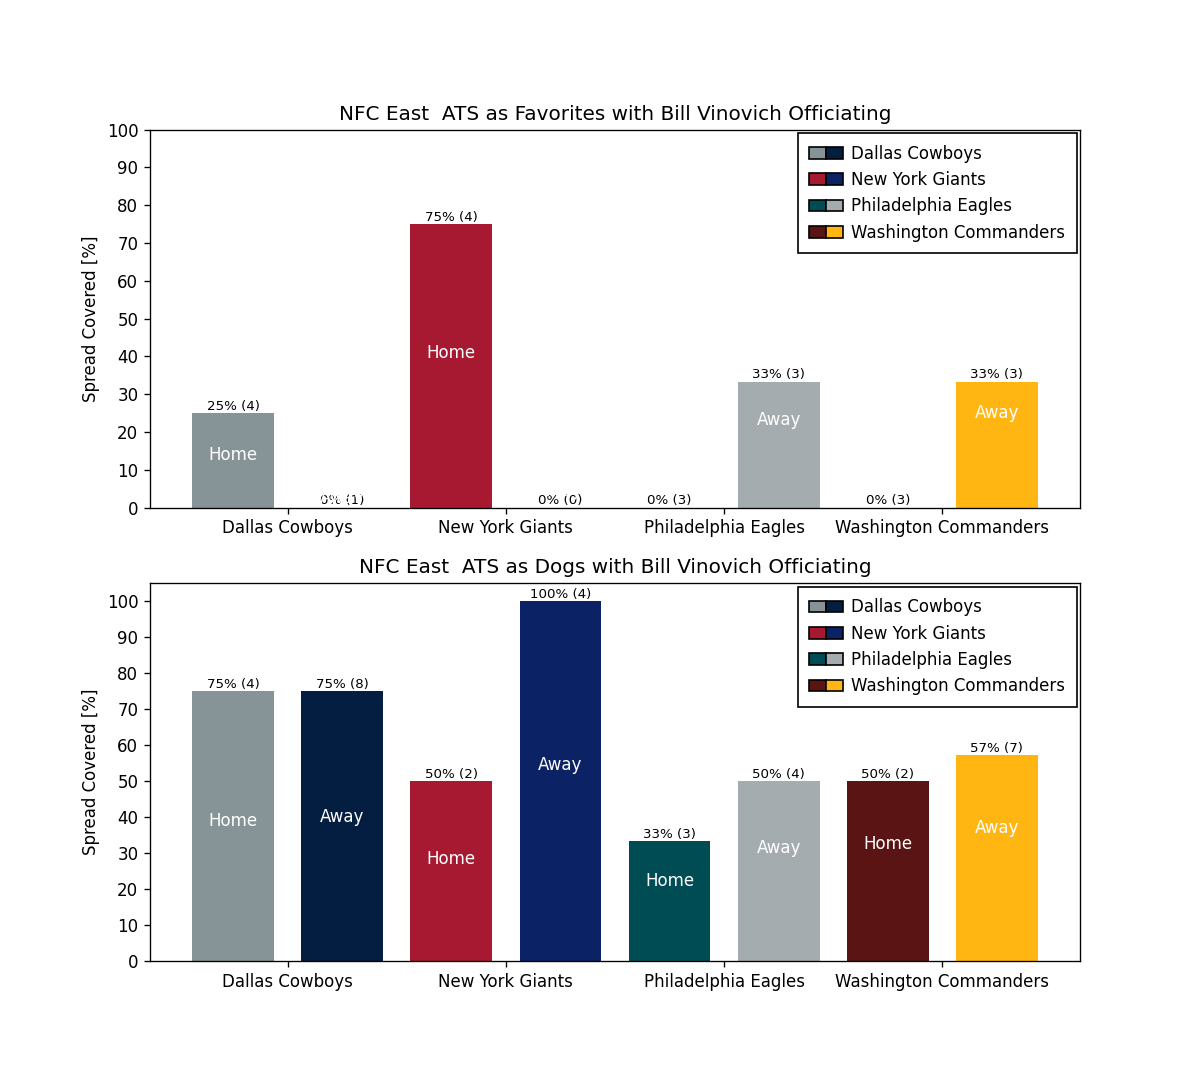 NFC East  ATS as Favorites with Bill Vinovich Officiating
Spread Covered [%]
100
90
80
70
60
50
40
30
20
10
0
Dallas Cowboys
New York Giants
Philadelphia Eagles
Washington Commanders
25% (4)
Home
0% (1)
75% (4)
Home
0% (0)
0% (3)
33% (3)
Away
0% (3)
33% (3)
Away
Dallas Cowboys
New York Giants
Philadelphia Eagles
Washington Commanders
NFC East  ATS as Dogs with Bill Vinovich Officiating
Spread Covered [%]
100
90
80
70
60
50
40
30
20
10
0
Dallas Cowboys
New York Giants
Philadelphia Eagles
Washington Commanders
75% (4)
Home
75% (8)
Away
50% (2)
Home
100% (4)
Away
33% (3)
Home
50% (4)
Away
50% (2)
Home
57% (7)
Away
Dallas Cowboys
New York Giants
Philadelphia Eagles
Washington Commanders